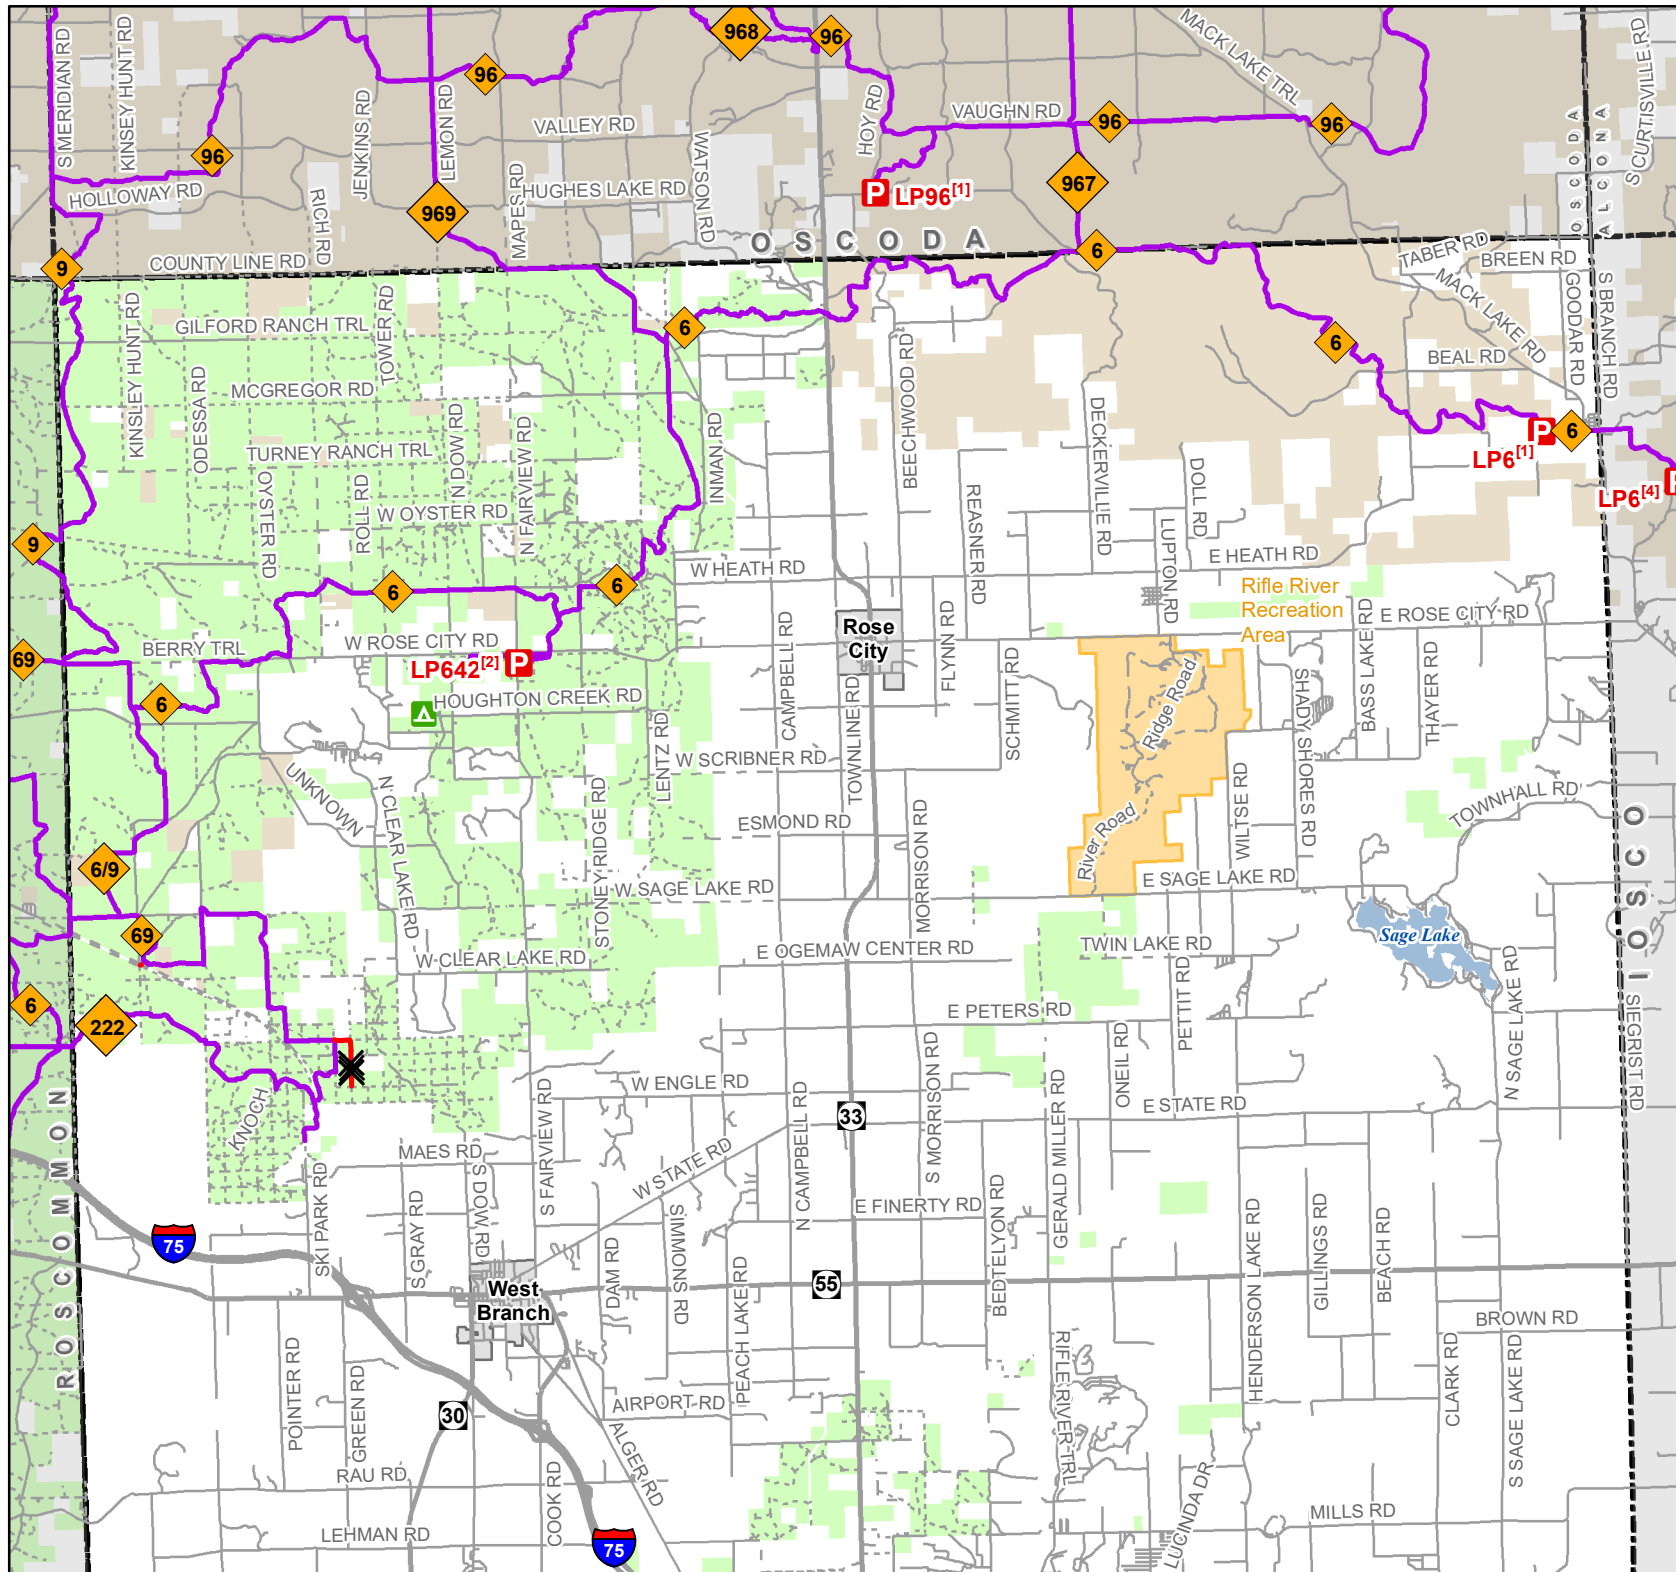 S MERIDIAN RD
KINSEY HUNT RD
JENKINS RD
LEMON RD
96
968
96
MACK LAKE TRL
S CURTISVILLE RD
VALLEY RD
WATSON RD
HOY RD
VAUGHN RD
96
96
96
HOLLOWAY RD
RICH RD
969
MAPES RD
HUGHES LAKE RD
P LP96[1]
967
OSCODA
ALCONA
OSCODA
9
COUNTY LINE RD
6
TABER RD
BREEN RD
MACK LAKE RD
GOODAR RD
S BRANCH RD
KINSLEY HUNT RD
GILFORD RANCH TRL
TOWER RD
6
6
BEAL RD
ODESSA RD
MCGREGOR RD
N DOW RD
N FAIRVIEW RD
INMAN RD
BEECHWOOD RD
DECKERVILLE RD
P
6
LP6[1]
TURNEY RANCH TRL
OYSTER RD
ROLL RD
W OYSTER RD
REASNER RD
DOLL RD
LUPTON RD
LP6[4]
9
W HEATH RD
E HEATH RD
6
6
Rifle River
Recreation
Area
Rose
City
69
BERRY TRL
W ROSE CITY RD
CAMPBELL RD
FLYNN RD
E ROSE CITY RD
BASS LAKE RD
THAYER RD
LP642[2] P
6
HOUGHTON CREEK RD
LENTZ RD
TOWNLINE RD
SCHMITT RD
Ridge Road
SHADY SHORES RD
W SCRIBNER RD
UNKNOWN
N CLEAR LAKE RD
STONEY RIDGE RD
ESMOND RD
MORRISON RD
River Road
WILTSE RD
TOWNHALL RD
IOSCO
6/9
W SAGE LAKE RD
E SAGE LAKE RD
69
W CLEAR LAKE RD
E OGEMAW CENTER RD
TWIN LAKE RD
Sage Lake
N SAGE LAKE RD
6
222
E PETERS RD
PETTIT RD
ONEIL RD
SIEGRIST RD
KNOCH
W ENGLE RD
S MORRISON RD
GERALD MILLER RD
E STATE RD
ROSCOMMON
33
MAES RD
W STATE RD
N CAMPBELL RD
S FAIRVIEW RD
S DOW RD
S GRAY RD
SKI PARK RD
SIMMONS RD
E FINERTY RD
BEDTELYON RD
HENDERSON LAKE RD
GILLINGS RD
BEACH RD
75
DAM RD
PEACH LAKE RD
55
West
Branch
BROWN RD
POINTER RD
GREEN RD
30
AIRPORT RD
ALGER RD
RIFLE RIVER TRL
CLARK RD
S SAGE LAKE RD
RAU RD
COOK RD
LUCINDA DR
LEHMAN RD
75
MILLS RD